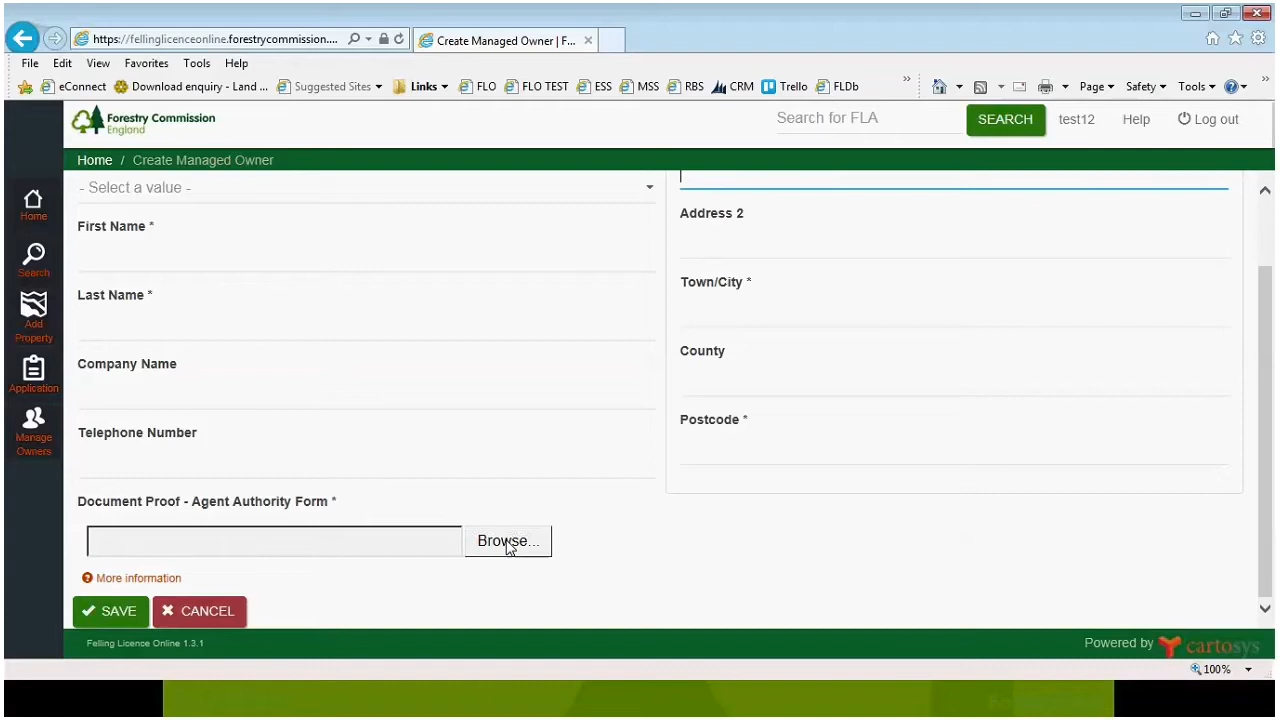 https://fellinglicenceonline.forestrycommission....
Create Managed Owner | F...
File Edit View Favorites Tools Help
eConnect Download enquiry - Land ... Suggested Sites Links FLO FLO TEST ESS MSS RBS CRM Trello FLDb » Page Safety Tools »
Forestry Commission
England
Search for FLA SEARCH test12 Help Log out
Home / Create Managed Owner
Home
Search
Add
Property
Application
Manage
Owners
- Select a value -
First Name *
Last Name *
Company Name
Telephone Number
Document Proof - Agent Authority Form *
Browse...
More information
SAVE CANCEL
Address 2
Town/City *
County
Postcode *
Felling Licence Online 1.3.1
Powered by cartosys
100%